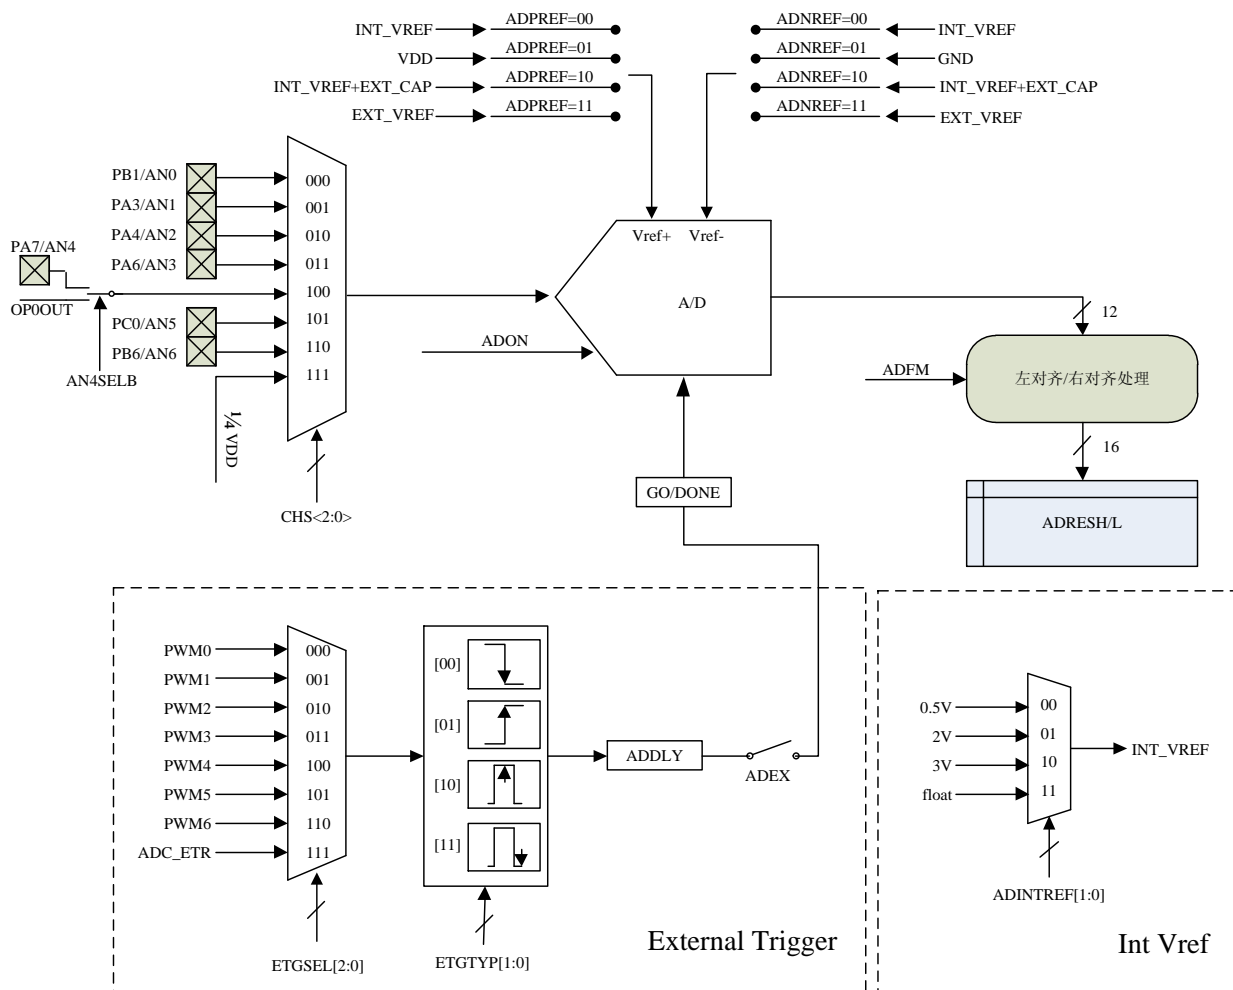 INT_VREF ADPREF=00 ADNREF=00 INT_VREF
VDD ADPREF=01 ADNREF=01 GND
INT_VREF+EXT_CAP ADPREF=10 ADNREF=10 INT_VREF+EXT_CAP
EXT_VREF ADPREF=11 ADNREF=11 EXT_VREF
PB1/AN0 000
PA3/AN1 001
PA4/AN2 010
PA6/AN3 011
PA7/AN4
OP0OUT
100
PC0/AN5 101
PB6/AN6 110
111
AN4SELB
¼ VDD
CHS<2:0>
Vref+ Vref-
A/D
ADON
12
ADFM
左对齐/右对齐处理
16
GO/DONE
ADRESH/L
PWM0 000
PWM1 001
PWM2 010
PWM3 011
PWM4 100
PWM5 101
PWM6 110
ADC_ETR 111
ETGSEL[2:0]
[00]
[01]
[10]
[11]
ETGTYP[1:0]
ADDLY
ADEX
External Trigger
0.5V 00
2V 01
3V 10
float 11
INT_VREF
ADINTREF[1:0]
Int Vref